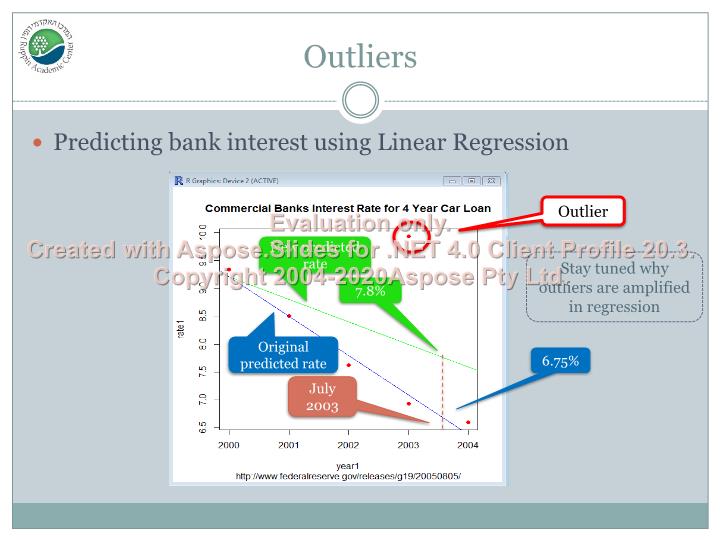 Outliers
המרכז האקדמי רופין
Ruppin Academic Center
Predicting bank interest using Linear Regression
R Graphics: Device 2 (ACTIVE)
Commercial Banks Interest Rate for 4 Year Car Loan
Outlier
Evaluation only.
Created with Aspose.Slides for .NET 4.0 Client Profile 20.3.
Copyright 2004-2020Aspose Pty Ltd.
New predicted
rate
7.8%
Stay tuned why
outliers are amplified
in regression
Original
predicted rate
6.75%
July
2003
rate1
10.0
9.5
8.5
8.0
7.5
7.0
6.5
2000 2001 2002 2003 2004
year1
http://www.federalreserve.gov/releases/g19/20050805/